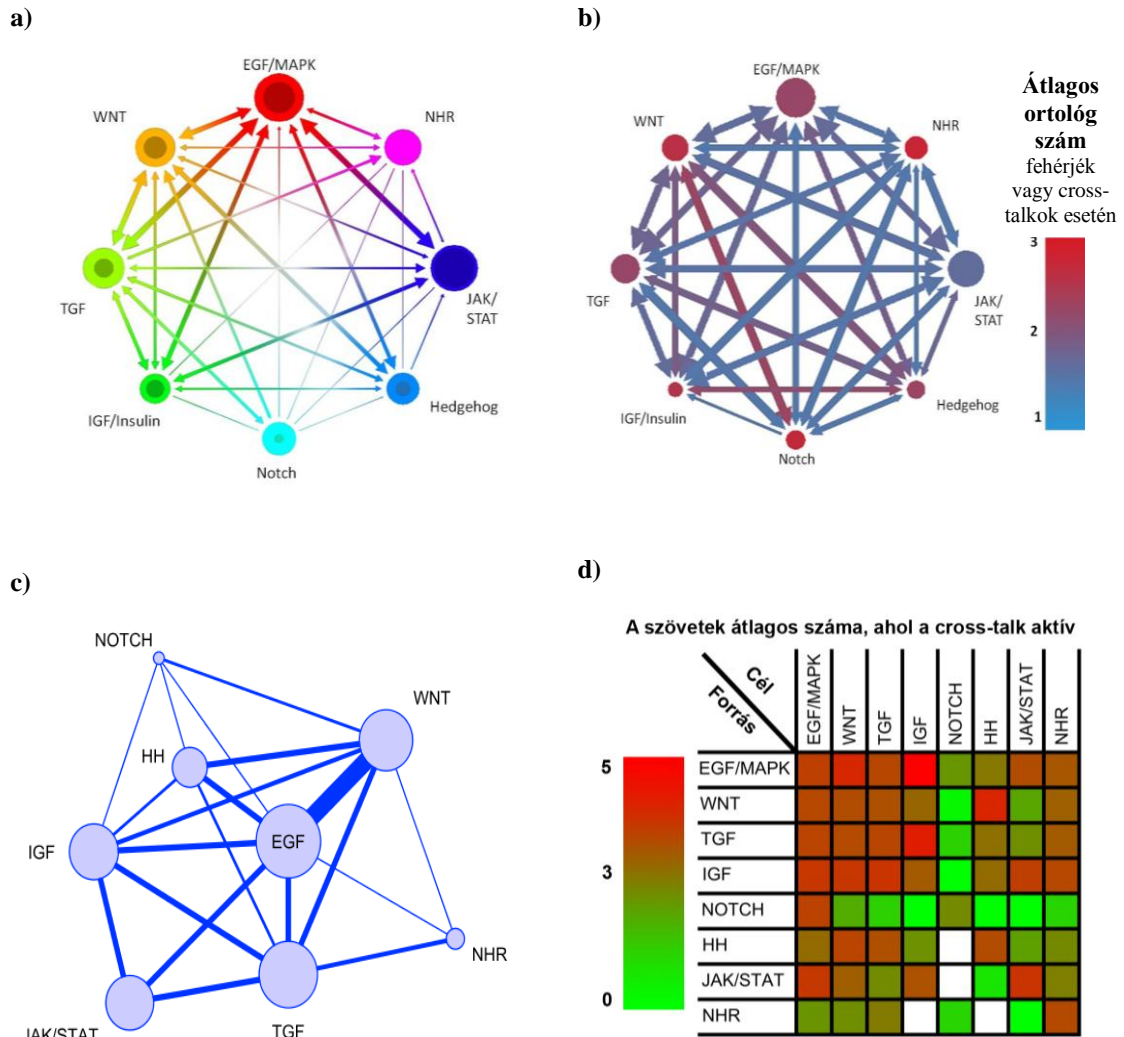 a)
EGF/MAPK
WNT
NHR
TGF
JAK/
STAT
IGF/Insulin
Hedgehog
Notch
b)
EGF/MAPK
WNT
NHR
TGF
JAK/
STAT
IGF/Insulin
Hedgehog
Notch
Átlagos
ortológ
szám
fehérjék
vagy cross-
talkok esetén
3
2
1
c)
NOTCH
WNT
HH
EGF
IGF
NHR
JAK/STAT
TGF
d)
A szövetek átlagos száma, ahol a cross-talk aktív
Cél
Forrás
EGF/MAPK
WNT
TGF
IGF
NOTCH
HH
JAK/STAT
NHR
5
3
0
EGF/MAPK
WNT
TGF
IGF
NOTCH
HH
JAK/STAT
NHR